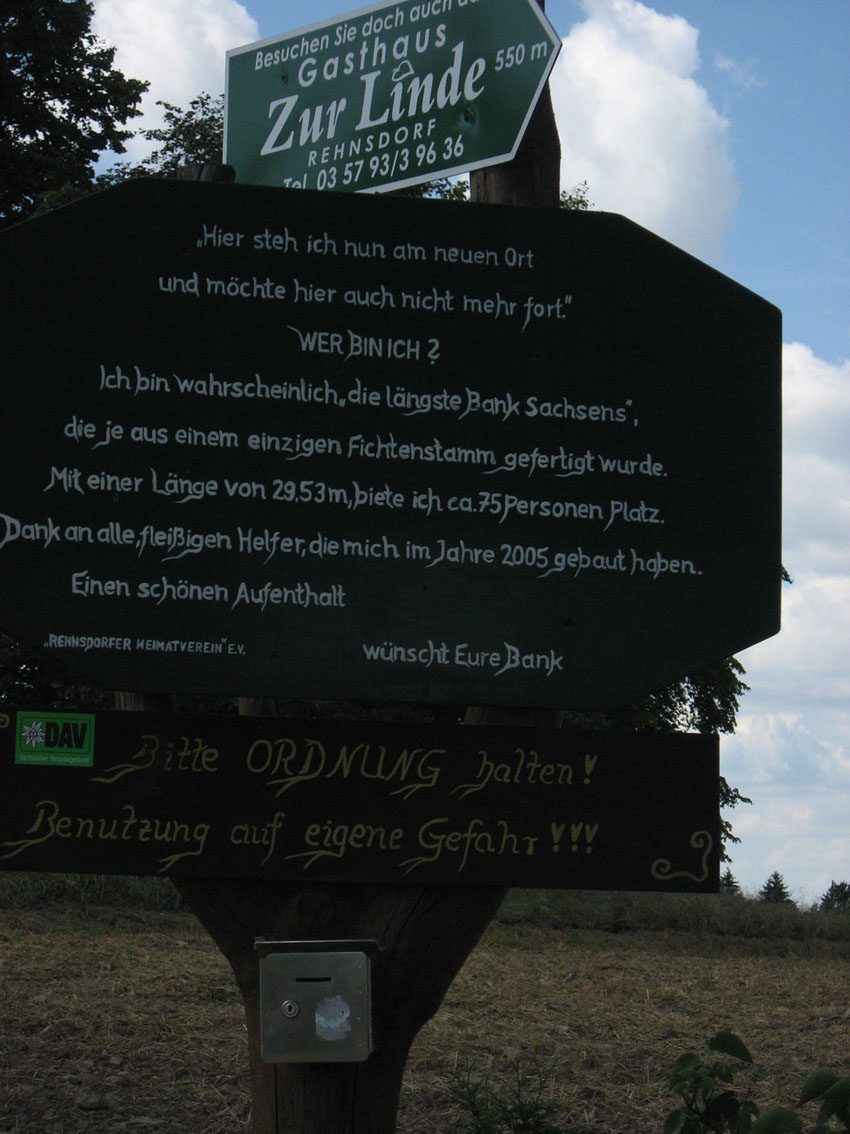 Besuchen Sie doch auch
Gasthaus
Zur Linde 550 m
REHNSDORF
Tel. 03 57 93/3 96 36
„Hier steh ich nun am neuen Ort
und möchte hier auch nicht mehr fort.“
WER BIN ICH?
Ich bin wahrscheinlich „die längste Bank Sachsens“,
die je aus einem einzigen Fichtenstamm gefertigt wurde.
Mit einer Länge von 29,53 m, biete ich ca. 75 Personen Platz.
Dank an alle, fleißigen Helfer, die mich im Jahre 2005 gebaut haben.
Einen schönen Aufenthalt
„REHNSDORFER HEIMATVEREIN“ E.V.
wünscht Eure Bank
DAV
Sächsischer Bergsteigerbund
Bitte ORDNUNG halten!
Benutzung auf eigene Gefahr!!!